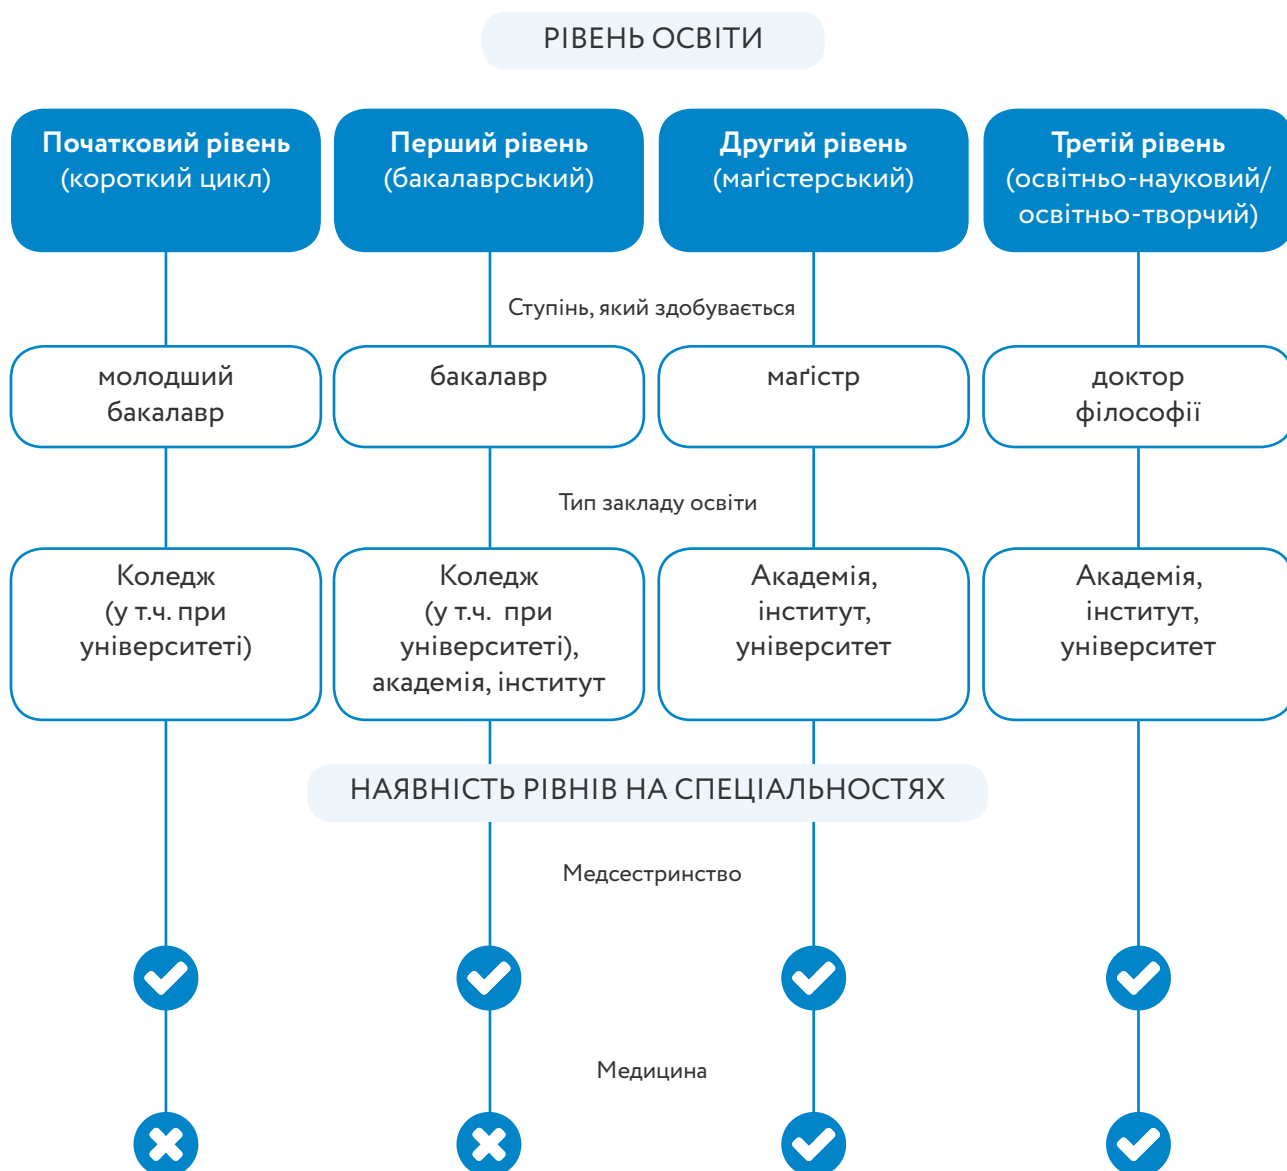 РІВЕНЬ ОСВІТИ
Початковий рівень
(короткий цикл)
Перший рівень
(бакалаврський)
Другий рівень
(маґістерський)
Третій рівень
(освітньо-науковий/
освітньо-творчий)
Ступінь, який здобувається
молодший
бакалавр
бакалавр
маґістр
доктор
філософії
Тип закладу освіти
Коледж
(у т.ч. при
університеті)
Коледж
(у т.ч. при
університеті),
академія, інститут
Академія,
інститут,
університет
Академія,
інститут,
університет
НАЯВНІСТЬ РІВНІВ НА СПЕЦІАЛЬНОСТЯХ
Медсестринство
Медицина